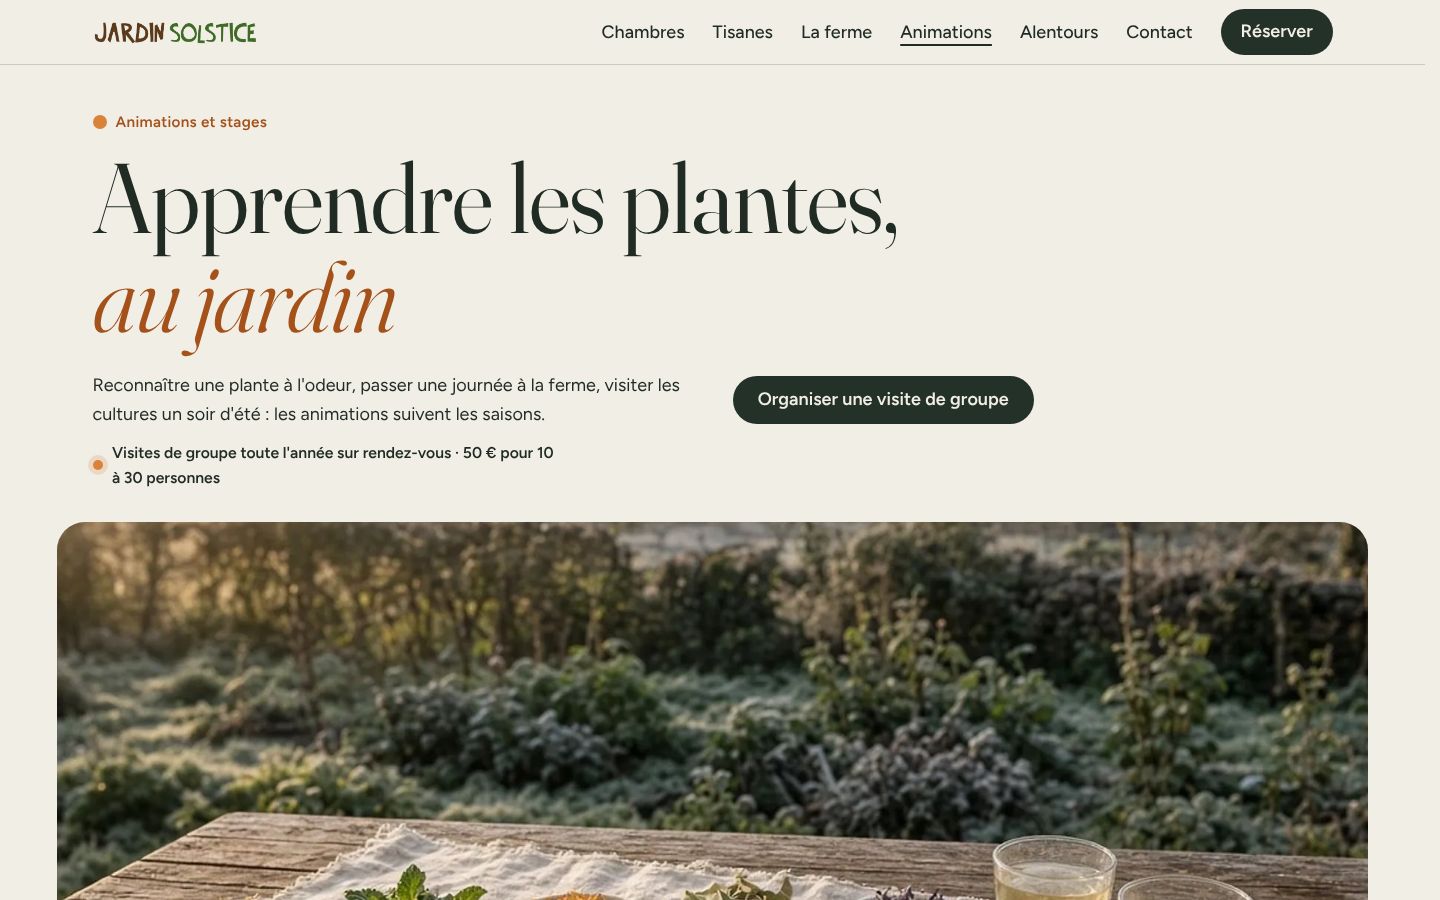 JARDIN SOLSTICE
Chambres
Tisanes
La ferme
Animations
Alentours
Contact
Réserver
Animations et stages
Apprendre les plantes,
au jardin
Reconnaître une plante à l'odeur, passer une journée à la ferme, visiter les
cultures un soir d'été : les animations suivent les saisons.
Organiser une visite de groupe
Visites de groupe toute l'année sur rendez-vous · 50 € pour 10
à 30 personnes